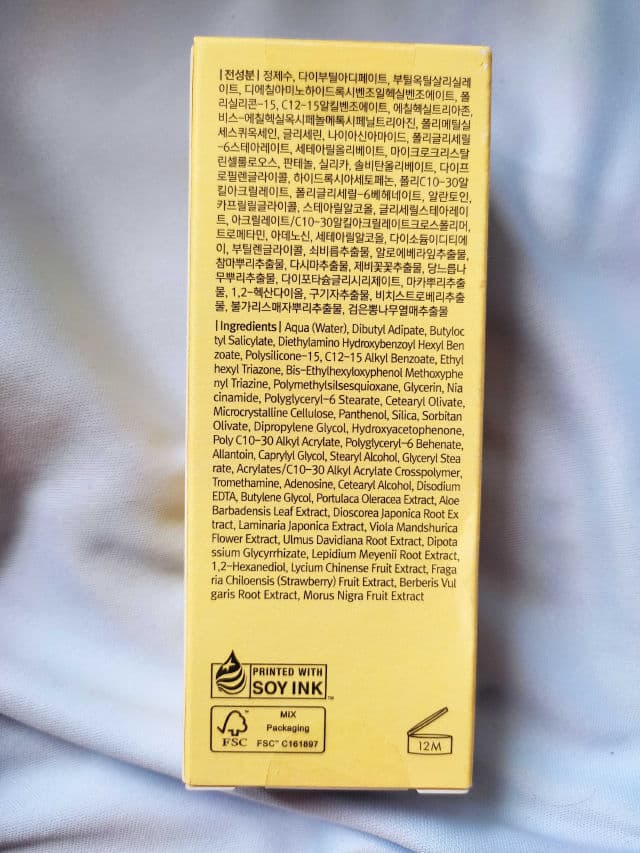 | 전성분 | 정제수, 다이부틸아디페이트, 부틸옥틸살리실레
이트, 디에칠아미노하이드록시벤조일헥실벤조에이트, 폴
리실리콘-15, C12-15알킬벤조에이트, 에칠헥실트리아존,
비스-에칠헥실옥시페놀메톡시페닐트리아진, 폴리메틸실
세스퀴옥세인, 글리세린, 나이아신아마이드, 폴리글리세릴
-6스테아레이트, 세테아릴올리베이트, 마이크로크리스탈
린셀룰로오스, 판테놀, 실리카, 솔비탄올리베이트, 다이프
로필렌글라이콜, 하이드록시아세토페논, 폴리C10-30알
킬아크릴레이트, 폴리글리세릴-6베헤네이트, 알란토인,
카프릴릴글라이콜, 스테아릴알코올, 글리세릴스테아레이
트, 아크릴레이트/C10-30알킬아크릴레이트크로스폴리머,
트로메타민, 아데노신, 세테아릴알코올, 다이소듐이디티에
이, 부틸렌글라이콜, 쇠비름추출물, 알로에베라잎추출물,
참마뿌리추출물, 다시마추출물, 제비꽃꽃추출물, 당느릅나
무뿌리추출물, 다이포타슘글리시리제이트, 마카뿌리추출
물, 1,2-헥산다이올, 구기자추출물, 비치스트로베리추출
물, 불가리스매자뿌리추출물, 검은뽕나무열매추출물
| Ingredients | Aqua (Water), Dibutyl Adipate, Butyloc
tyl Salicylate, Diethylamino Hydroxybenzoyl Hexyl Ben
zoate, Polysilicone-15, C12-15 Alkyl Benzoate, Ethyl
hexyl Triazone, Bis-Ethylhexyloxyphenol Methoxyphe
nyl Triazine, Polymethylsilsesquioxane, Glycerin, Nia
cinamide, Polyglyceryl-6 Stearate, Cetearyl Olivate,
Microcrystalline Cellulose, Panthenol, Silica, Sorbitan
Olivate, Dipropylene Glycol, Hydroxyacetophenone,
Poly C10-30 Alkyl Acrylate, Polyglyceryl-6 Behenate,
Allantoin, Caprylyl Glycol, Stearyl Alcohol, Glyceryl Stea
rate, Acrylates/C10-30 Alkyl Acrylate Crosspolymer,
Tromethamine, Adenosine, Cetearyl Alcohol, Disodium
EDTA, Butylene Glycol, Portulaca Oleracea Extract, Aloe
Barbadensis Leaf Extract, Dioscorea Japonica Root Ex
tract, Laminaria Japonica Extract, Viola Mandshurica
Flower Extract, Ulmus Davidiana Root Extract, Dipota
ssium Glycyrrhizate, Lepidium Meyenii Root Extract,
1,2-Hexanediol, Lycium Chinense Fruit Extract, Fraga
ria Chiloensis (Strawberry) Fruit Extract, Berberis Vul
garis Root Extract, Morus Nigra Fruit Extract
PRINTED WITH
SOY INK™
FSC™
MIX
Packaging
FSC™ C161897
12M